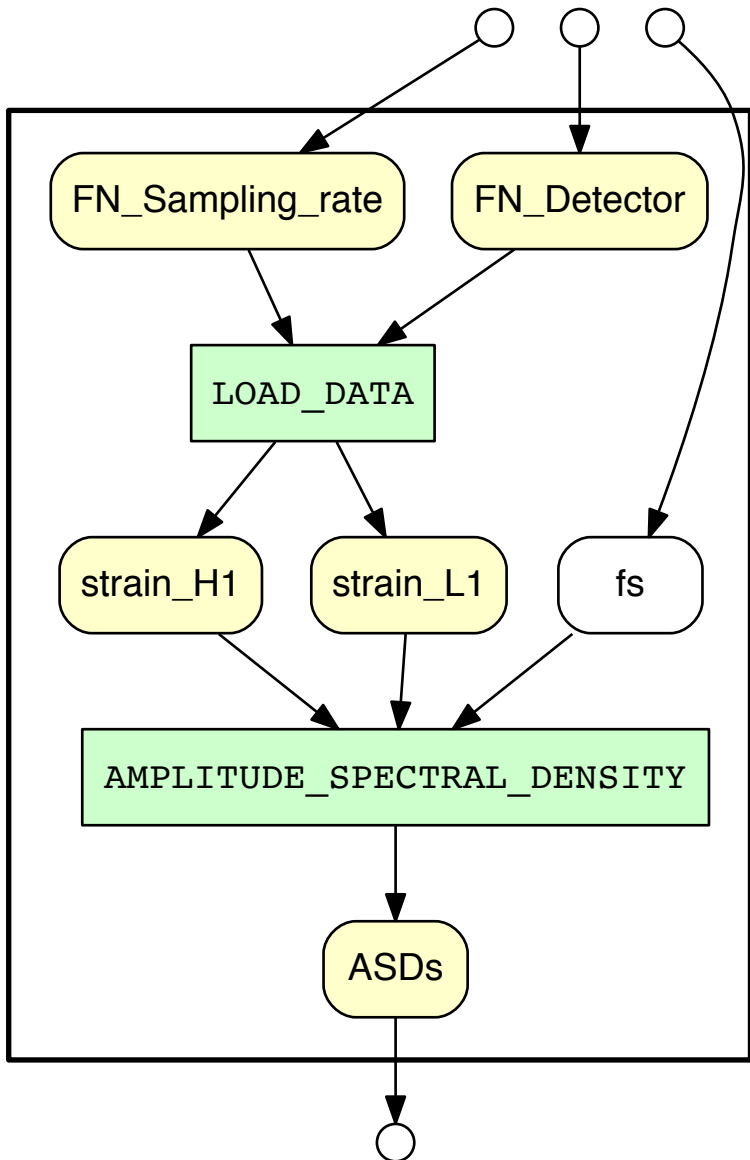 FN_Sampling_rate
FN_Detector
LOAD_DATA
strain_H1
strain_L1
fs
AMPLITUDE_SPECTRAL_DENSITY
ASDs